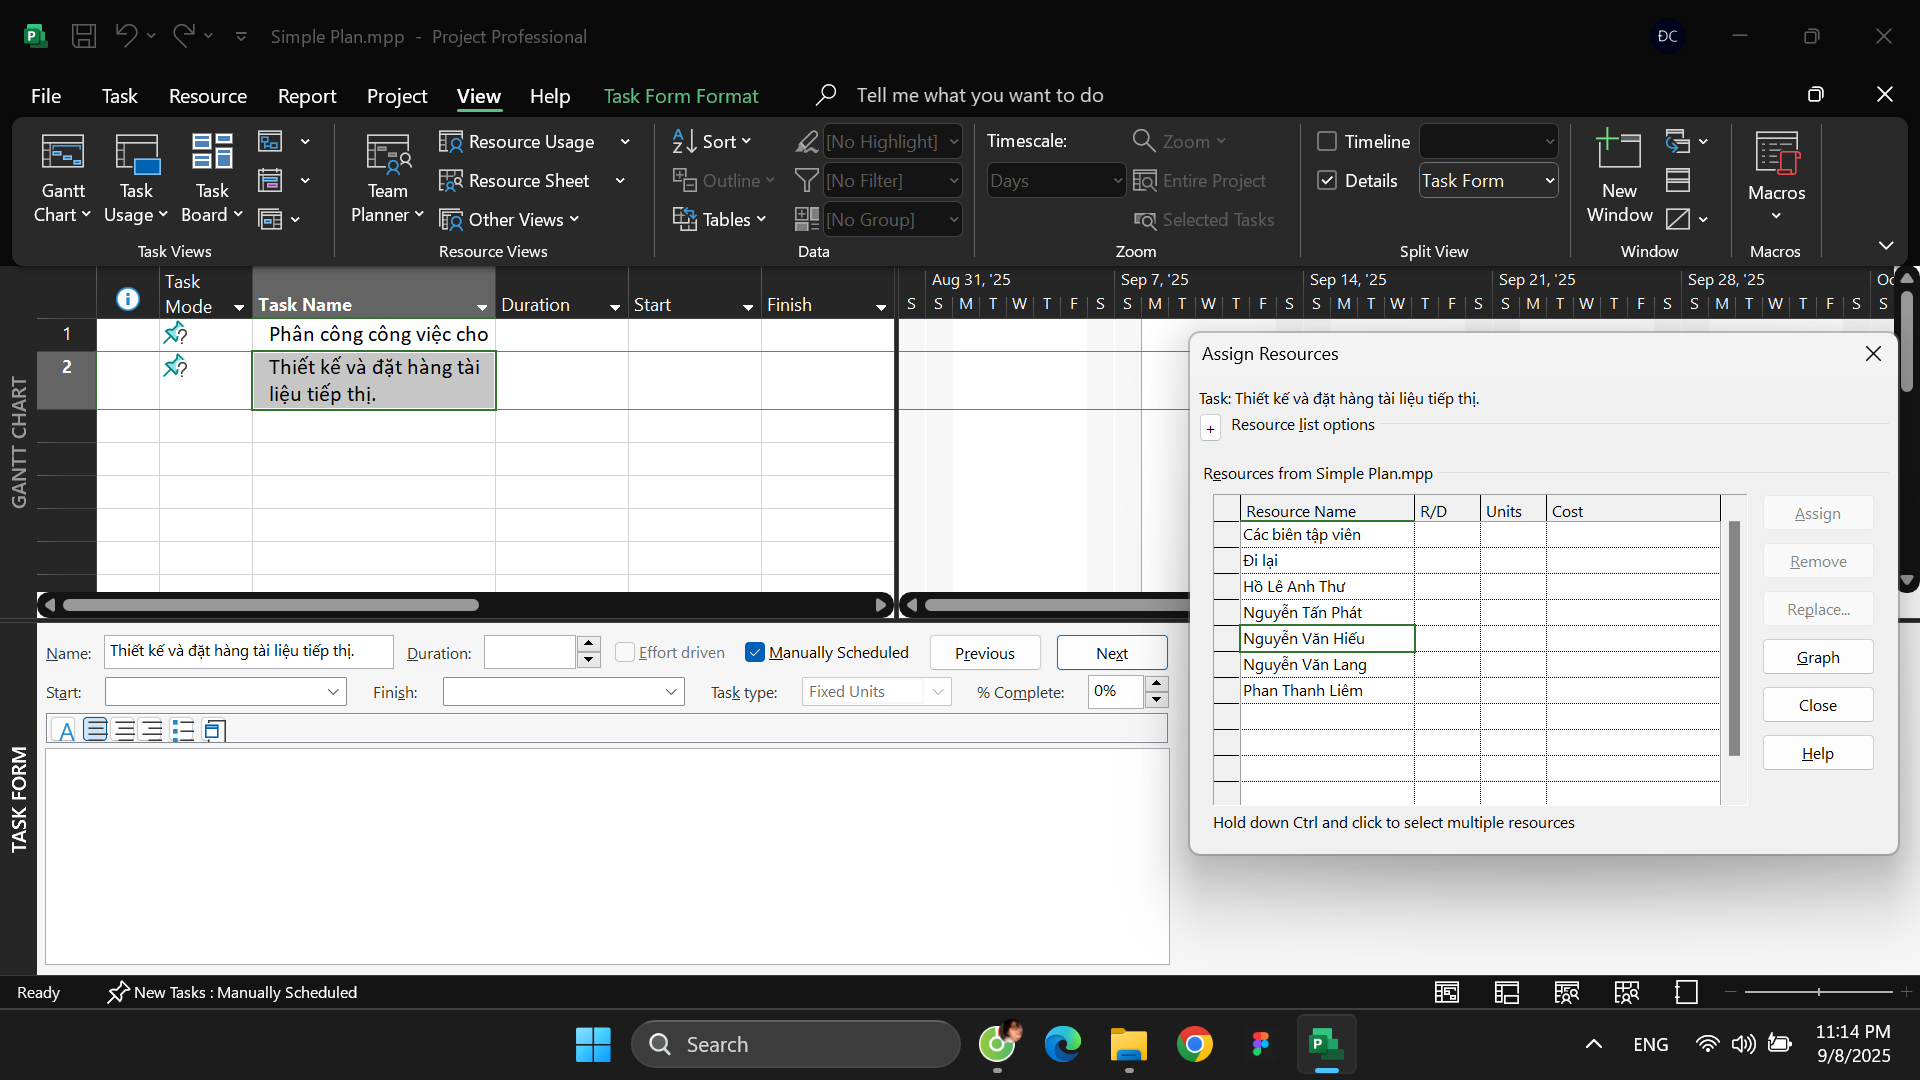 Simple Plan.mpp - Project Professional
ĐC
File Task Resource Report Project View Help Task Form Format Tell me what you want to do
Gantt Chart
Task Usage
Task Board
Task Views
Team Planner
Resource Usage
Resource Sheet
Other Views
Resource Views
Sort
Outline
Tables
[No Highlight]
[No Filter]
[No Group]
Data
Timescale:
Days
Zoom
Entire Project
Selected Tasks
Zoom
Timeline
Details
Task Form
Split View
New Window
Window
Macros
Macros
Task Mode
Task Name
Duration
Start
Finish
Aug 31, '25 Sep 7, '25 Sep 14, '25 Sep 21, '25 Sep 28, '25 Oc
S S M T W T F S S M T W T F S S M T W T F S S M T W T F S S M T W T F S S
1 Phân công công việc cho
2 Thiết kế và đặt hàng tài
liệu tiếp thị.
GANTT CHART
Assign Resources
Task: Thiết kế và đặt hàng tài liệu tiếp thị.
+ Resource list options
Resources from Simple Plan.mpp
Resource Name R/D Units Cost
Các biên tập viên
Đi lại
Hồ Lê Anh Thư
Nguyễn Tấn Phát
Nguyễn Văn Hiếu
Nguyễn Văn Lang
Phan Thanh Liêm
Assign
Remove
Replace...
Graph
Close
Help
Hold down Ctrl and click to select multiple resources
Name: Thiết kế và đặt hàng tài liệu tiếp thị. Duration: Effort driven Manually Scheduled Previous Next
Start: Finish: Task type: Fixed Units % Complete: 0%
TASK FORM
Ready New Tasks : Manually Scheduled
Search
ENG
11:14 PM
9/8/2025